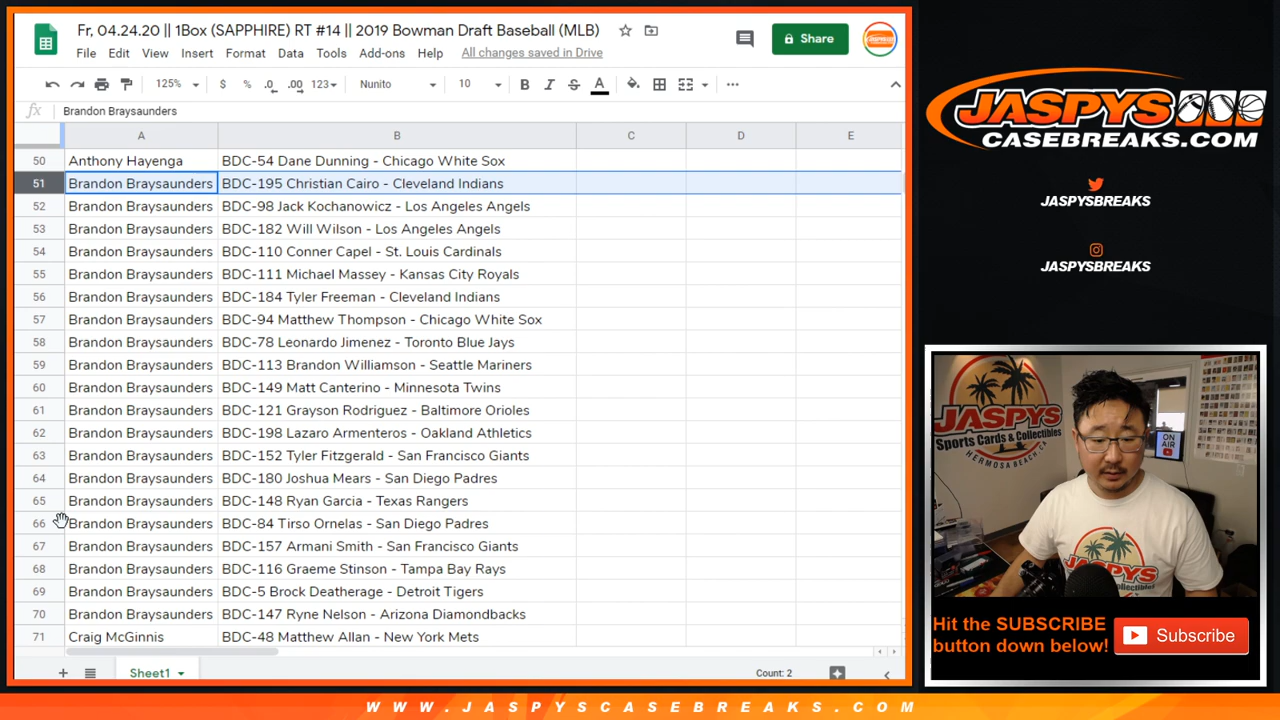 Fr, 04.24.20 || 1Box (SAPPHIRE) RT #14 || 2019 Bowman Draft Baseball (MLB)
Share
File Edit View Insert Format Data Tools Add-ons Help All changes saved in Drive
125% $ % .0 .00 123 Nunito 10 B I S A
fx Brandon Braysaunders
A B C D E
50 Anthony Hayenga BDC-54 Dane Dunning - Chicago White Sox
51 Brandon Braysaunders BDC-195 Christian Cairo - Cleveland Indians
52 Brandon Braysaunders BDC-98 Jack Kochanowicz - Los Angeles Angels
53 Brandon Braysaunders BDC-182 Will Wilson - Los Angeles Angels
54 Brandon Braysaunders BDC-110 Conner Capel - St. Louis Cardinals
55 Brandon Braysaunders BDC-111 Michael Massey - Kansas City Royals
56 Brandon Braysaunders BDC-184 Tyler Freeman - Cleveland Indians
57 Brandon Braysaunders BDC-94 Matthew Thompson - Chicago White Sox
58 Brandon Braysaunders BDC-78 Leonardo Jimenez - Toronto Blue Jays
59 Brandon Braysaunders BDC-113 Brandon Williamson - Seattle Mariners
60 Brandon Braysaunders BDC-149 Matt Canterino - Minnesota Twins
61 Brandon Braysaunders BDC-121 Grayson Rodriguez - Baltimore Orioles
62 Brandon Braysaunders BDC-198 Lazaro Armenteros - Oakland Athletics
63 Brandon Braysaunders BDC-152 Tyler Fitzgerald - San Francisco Giants
64 Brandon Braysaunders BDC-180 Joshua Mears - San Diego Padres
65 Brandon Braysaunders BDC-148 Ryan Garcia - Texas Rangers
66 Brandon Braysaunders BDC-84 Tirso Ornelas - San Diego Padres
67 Brandon Braysaunders BDC-157 Armani Smith - San Francisco Giants
68 Brandon Braysaunders BDC-116 Graeme Stinson - Tampa Bay Rays
69 Brandon Braysaunders BDC-5 Brock Deatherage - Detroit Tigers
70 Brandon Braysaunders BDC-147 Ryne Nelson - Arizona Diamondbacks
71 Craig McGinnis BDC-48 Matthew Allan - New York Mets
Sheet1 Count: 2
JASPYS
CASEBREAKS.COM
JASPYSBREAKS
JASPYSBREAKS
JASPYS
Sports Cards & Collectibles
HERMOSA BEACH, CA
ON AIR
JASPYS
Hit the SUBSCRIBE
button down below!
Subscribe
WWW.JASPYSCASEBREAKS.COM